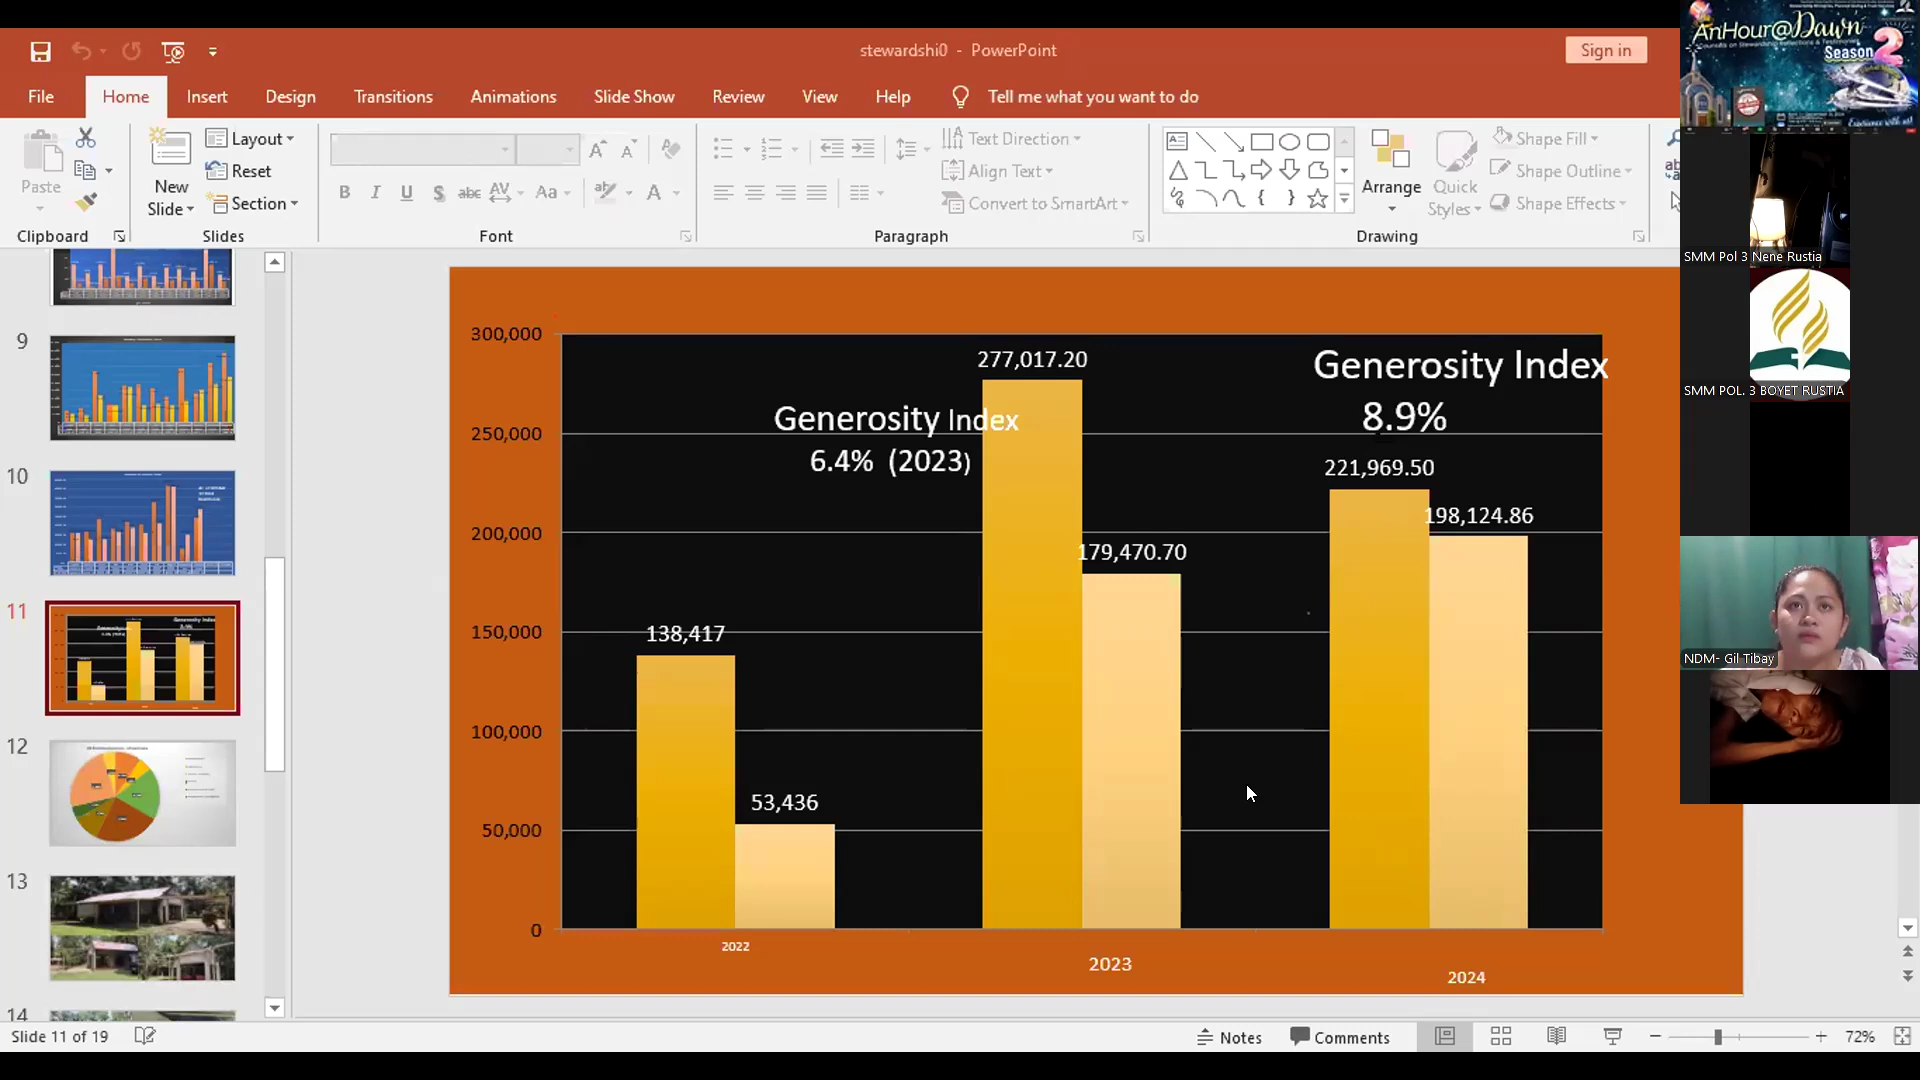 stewardshi0 - PowerPoint
Sign in
File Home Insert Design Transitions Animations Slide Show Review View Help Tell me what you want to do
Paste
Clipboard
New
Slide
Layout
Reset
Section
Slides
B I U S abc AV Aa A
Font
Text Direction
Align Text
Convert to SmartArt
Paragraph
Arrange
Quick
Styles
Shape Fill
Shape Outline
Shape Effects
Drawing
9
10
11
12
13
14
300,000
250,000
200,000
150,000
100,000
50,000
0
Generosity Index
6.4% (2023)
Generosity Index
8.9%
138,417
53,436
277,017.20
179,470.70
221,969.50
198,124.86
2022
2023
2024
AnHour@Dawn
Season 2
SMM Pol 3 Nene Rustia
SMM POL. 3 BOYET RUSTIA
NDM- Gil Tibay
Slide 11 of 19
Notes
Comments
72%